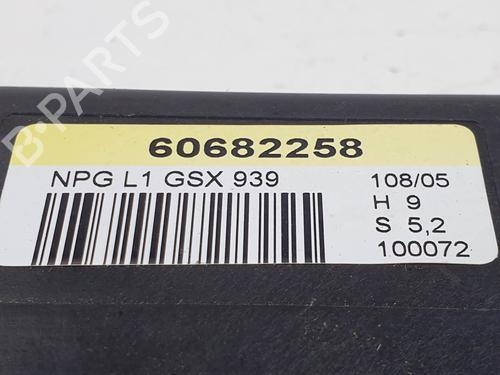 B-PARTS
60682258
NPG L1 GSX 939
108/05
H 9
S 5,2
100072